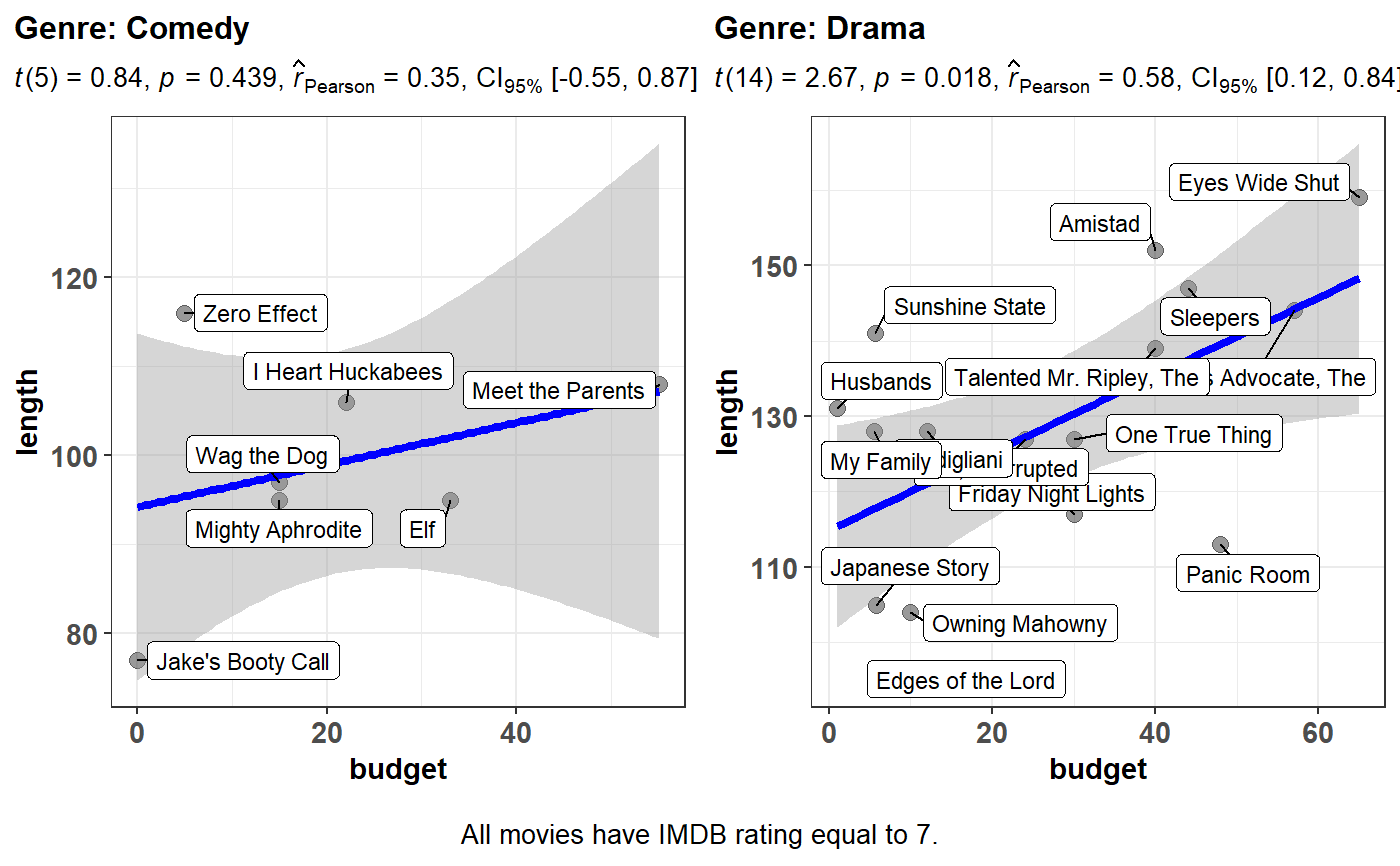 Genre: Comedy
t(5) = 0.84, p = 0.439, r̂Pearson = 0.35, CI95% [-0.55, 0.87]
120
100
80
length
Zero Effect
I Heart Huckabees
Meet the Parents
Wag the Dog
Mighty Aphrodite
Elf
Jake's Booty Call
0
20
40
budget
Genre: Drama
t(14) = 2.67, p = 0.018, r̂Pearson = 0.58, CI95% [0.12, 0.84]
150
130
110
length
Eyes Wide Shut
Amistad
Sunshine State
Sleepers
Husbands
Talented Mr. Ripley, The
Advocate, The
One True Thing
My Family
Friday Night Lights
Japanese Story
Panic Room
Owning Mahowny
Edges of the Lord
0
20
40
60
budget
All movies have IMDB rating equal to 7.